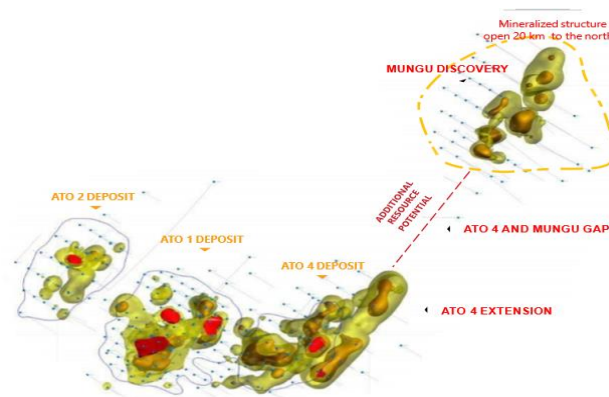 Mineralized structure
open 20 km to the north
MUNGU DISCOVERY
ATO 2 DEPOSIT
ADDITIONAL
RESOURCE
POTENTIAL
ATO 4 AND MUNGU GAP
ATO 1 DEPOSIT
ATO 4 DEPOSIT
ATO 4 EXTENSION